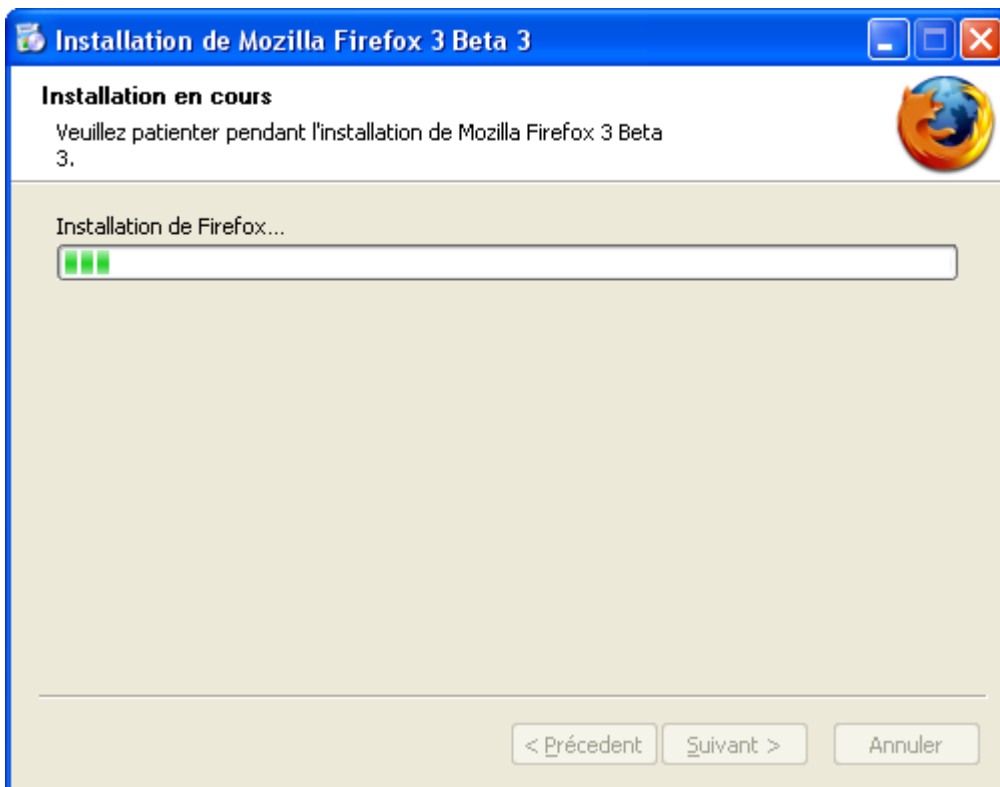 Installation de Mozilla Firefox 3 Beta 3
Installation en cours
Veuillez patienter pendant l'installation de Mozilla Firefox 3 Beta
3.
Installation de Firefox...
< Précedent Suivant > Annuler